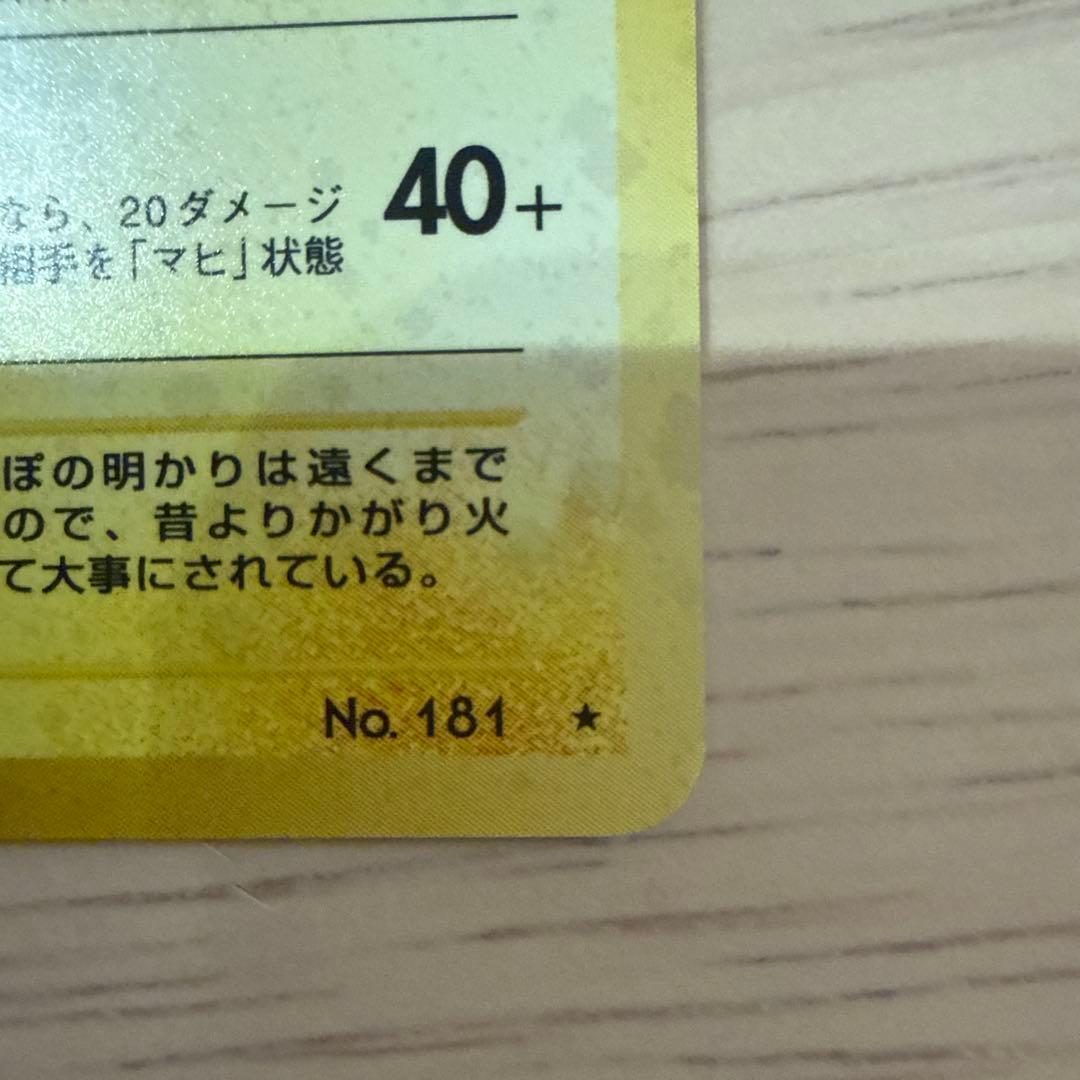 なら、20ダメージ
40+
組手を「マヒ」状態
ぽの明かりは遠くまで
ので、昔よりかがり火
て大事にされている。
No. 181 ★